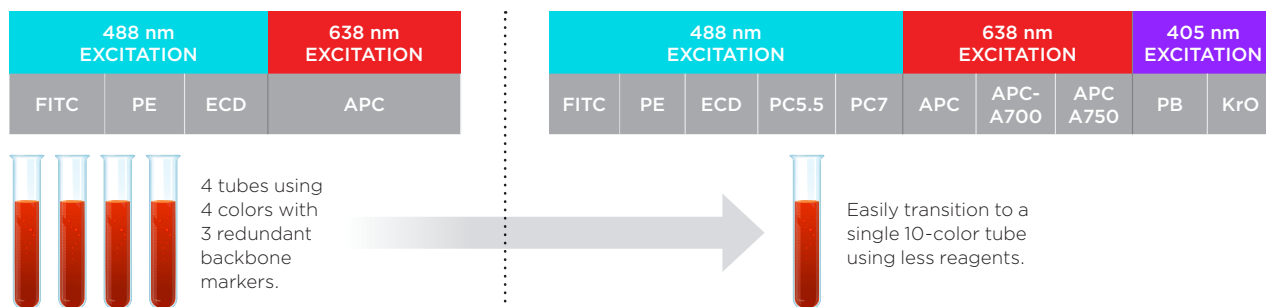 488 nm
EXCITATION
638 nm
EXCITATION
FITC
PE
ECD
APC
4 tubes using
4 colors with
3 redundant
backbone
markers.
488 nm
EXCITATION
638 nm
EXCITATION
405 nm
EXCITATION
FITC
PE
ECD
PC5.5
PC7
APC
APC-
A700
APC
A750
PB
KrO
Easily transition to a
single 10-color tube
using less reagents.